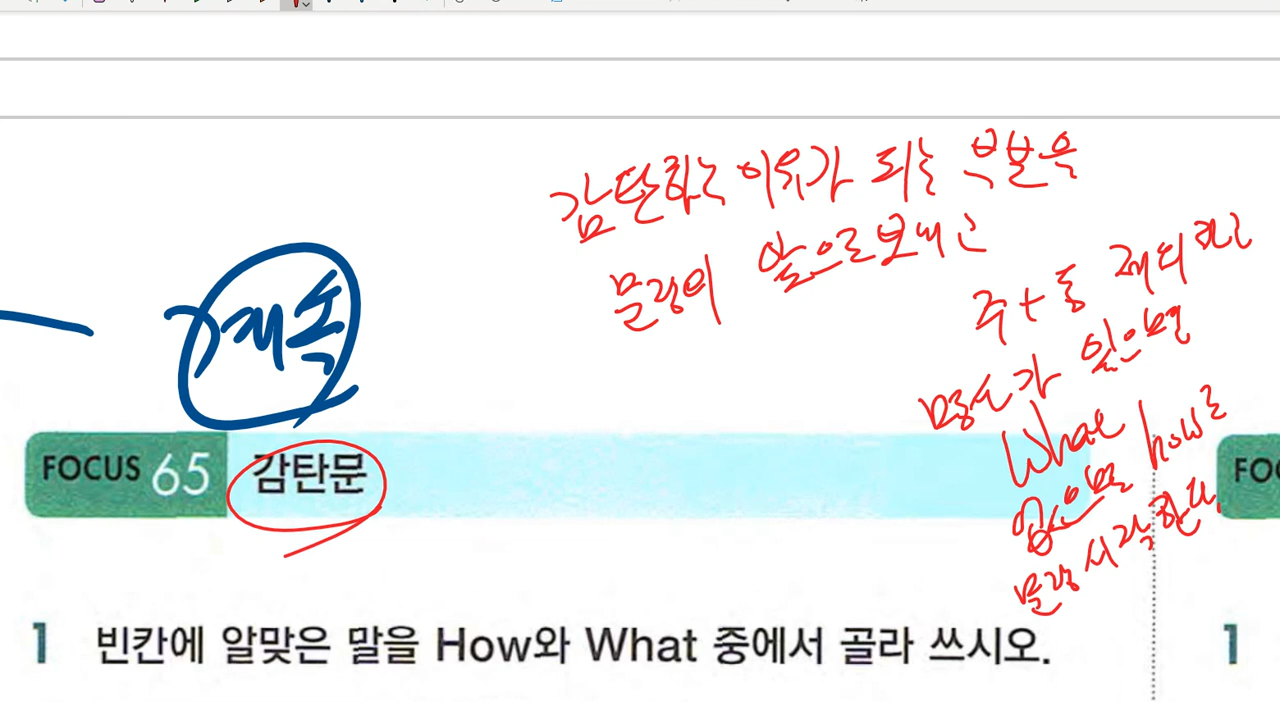 감탄하는 이유가 되는 부분을
문장의 앞으로 보내고
주+동 제외하고
명사가 있으면
What
없으면 how로
문장 시작한다
계속
FOCUS 65 감탄문
FO
1 빈칸에 알맞은 말을 How와 What 중에서 골라 쓰시오.
1